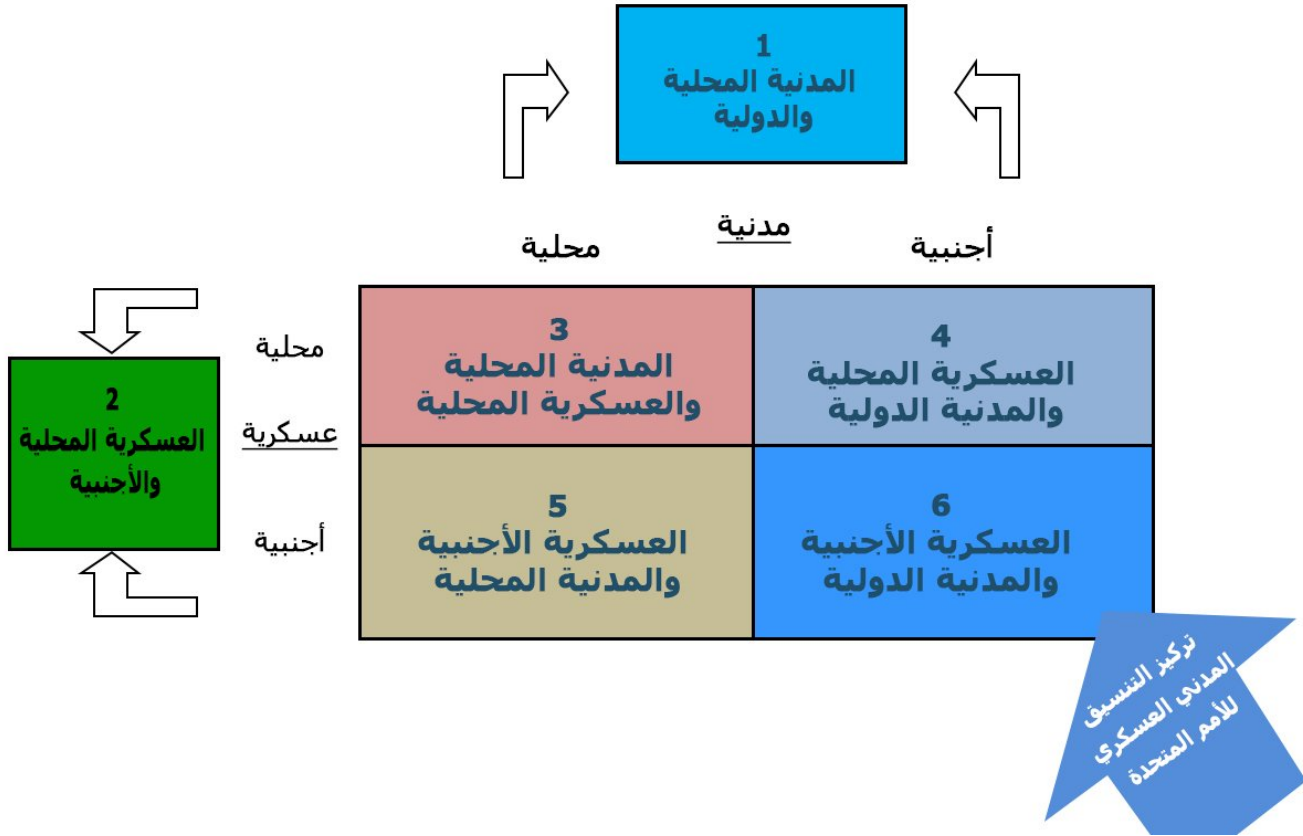 1
المدنية المحلية
والدولية
مدنية
محلية
أجنبية
محلية
عسكرية
أجنبية
2
العسكرية المحلية
والأجنبية
3
المدنية المحلية
والعسكرية المحلية
4
العسكرية المحلية
والمدنية الدولية
5
العسكرية الأجنبية
والمدنية المحلية
6
العسكرية الأجنبية
والمدنية الدولية
تركيز التنسيق
المدني العسكري
للأمم المتحدة